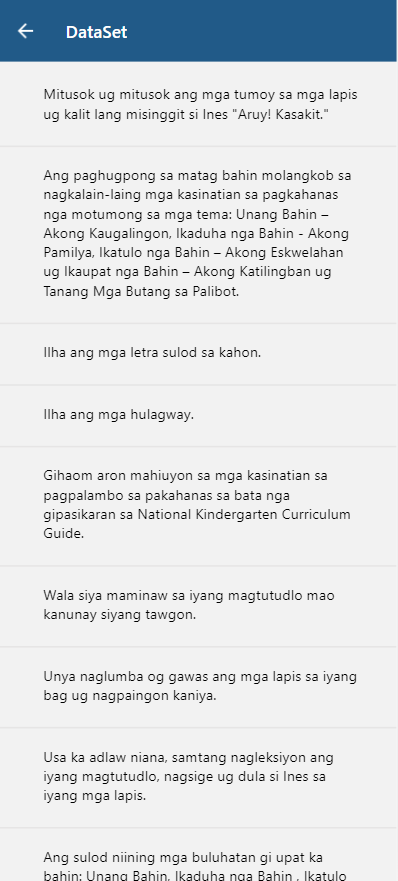 DataSet
Mitusok ug mitusok ang mga tumoy sa mga lapis
ug kalit lang misinggit si Ines "Aruy! Kasakit."
Ang paghugpong sa matag bahin molangkob sa
nagkalain-laing mga kasinatian sa pagkahanas
nga motumong sa mga tema: Unang Bahin –
Akong Kaugalingon, Ikaduha nga Bahin - Akong
Pamilya, Ikatulo nga Bahin – Akong Eskwelahan
ug Ikaupat nga Bahin – Akong Katilingban ug
Tanang Mga Butang sa Palibot.
Ilha ang mga letra sulod sa kahon.
Ilha ang mga hulagway.
Gihaom aron mahiuyon sa mga kasinatian sa
pagpalambo sa pakahanas sa bata nga
gipasikaran sa National Kindergarten Curriculum
Guide.
Wala siya maminaw sa iyang magtutudlo mao
kanunay siyang tawgon.
Unya naglumba og gawas ang mga lapis sa iyang
bag ug nagpaingon kaniya.
Usa ka adlaw niana, samtang nagleksiyon ang
iyang magtutudlo, nagsige ug dula si Ines sa
iyang mga lapis.
Ang sulod niining mga buluhatan gi upat ka
bahin: Unang Bahin, Ikaduha nga Bahin , Ikatulo